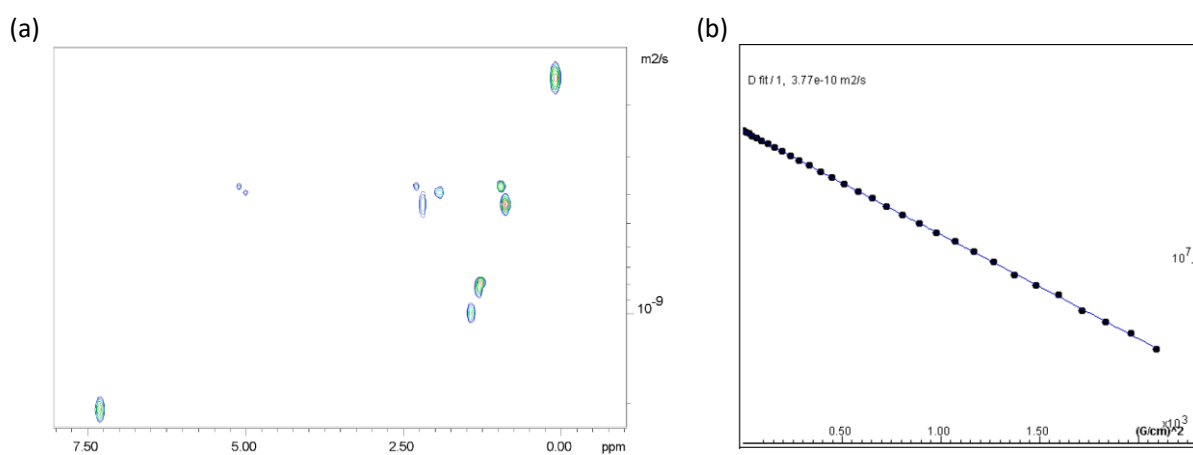 (a)
m2/s
10-9
7.50 5.00 2.50 0.00 ppm
(b)
D fit / 1, 3.77e-10 m2/s
10^7
x10^3
0.50 1.00 1.50 (G/cm)^2